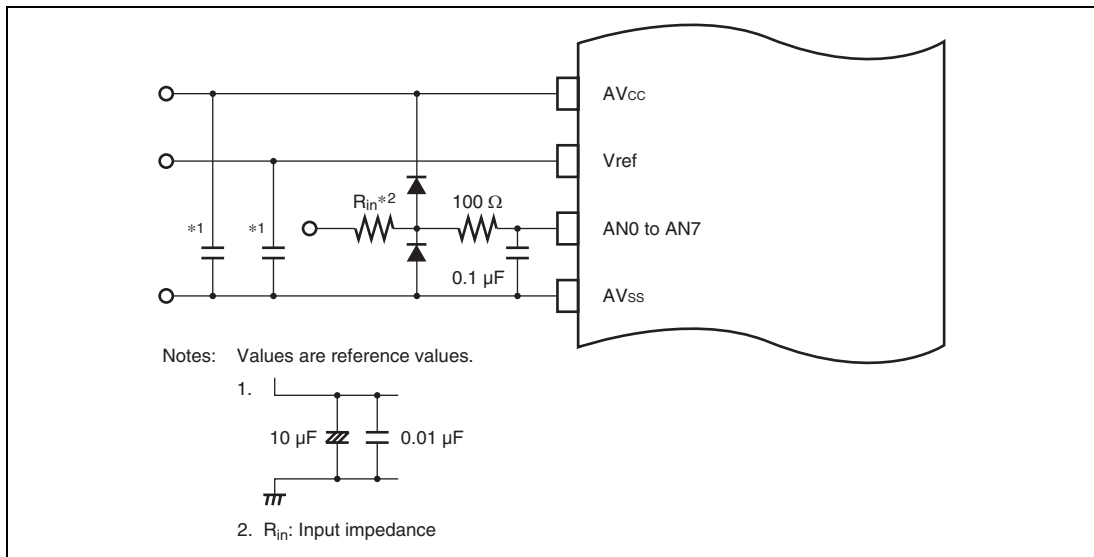 AVCC
Vref
Rin*2
100 Ω
*1
*1
AN0 to AN7
0.1 µF
AVSS
Notes: Values are reference values.
1.
10 µF
0.01 µF
2. Rin: Input impedance